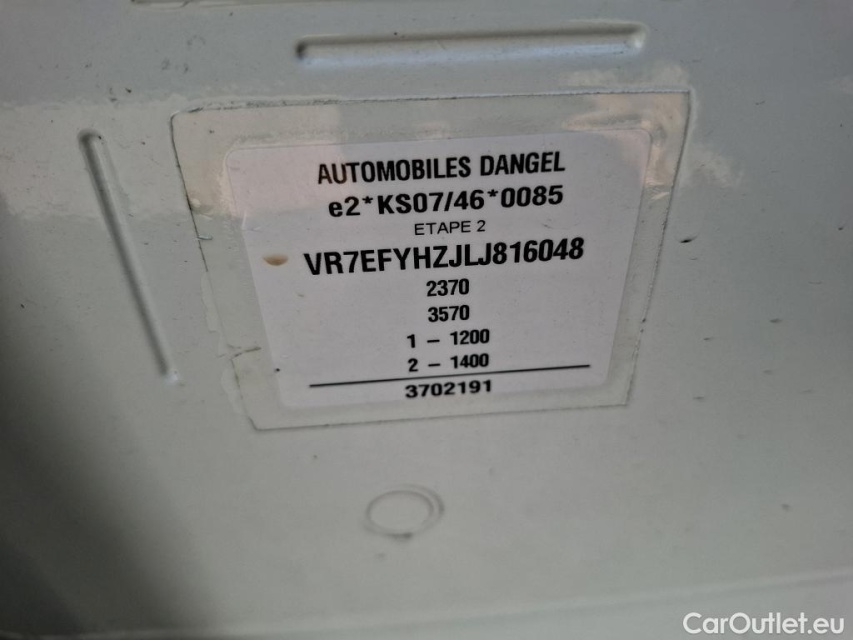 AUTOMOBILES DANGEL
e2*KS07/46*0085
ETAPE 2
VR7EFYHZJLJ816048
2370
3570
1 - 1200
2 - 1400
3702191
CarOutlet.eu